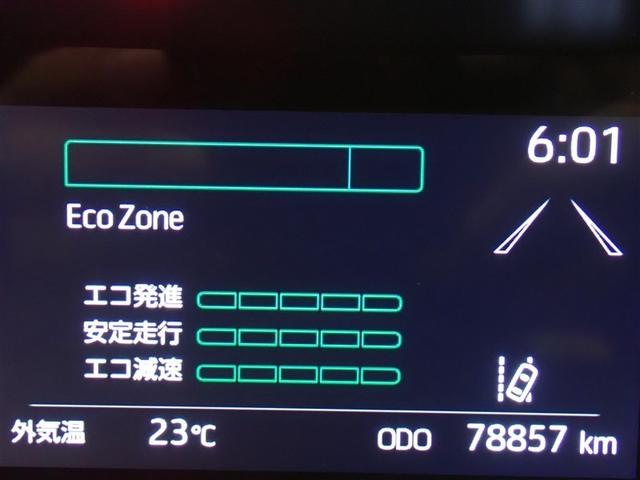 6:01
Eco Zone
エコ発進
安定走行
エコ減速
外気温 23℃ ODO 78857 km